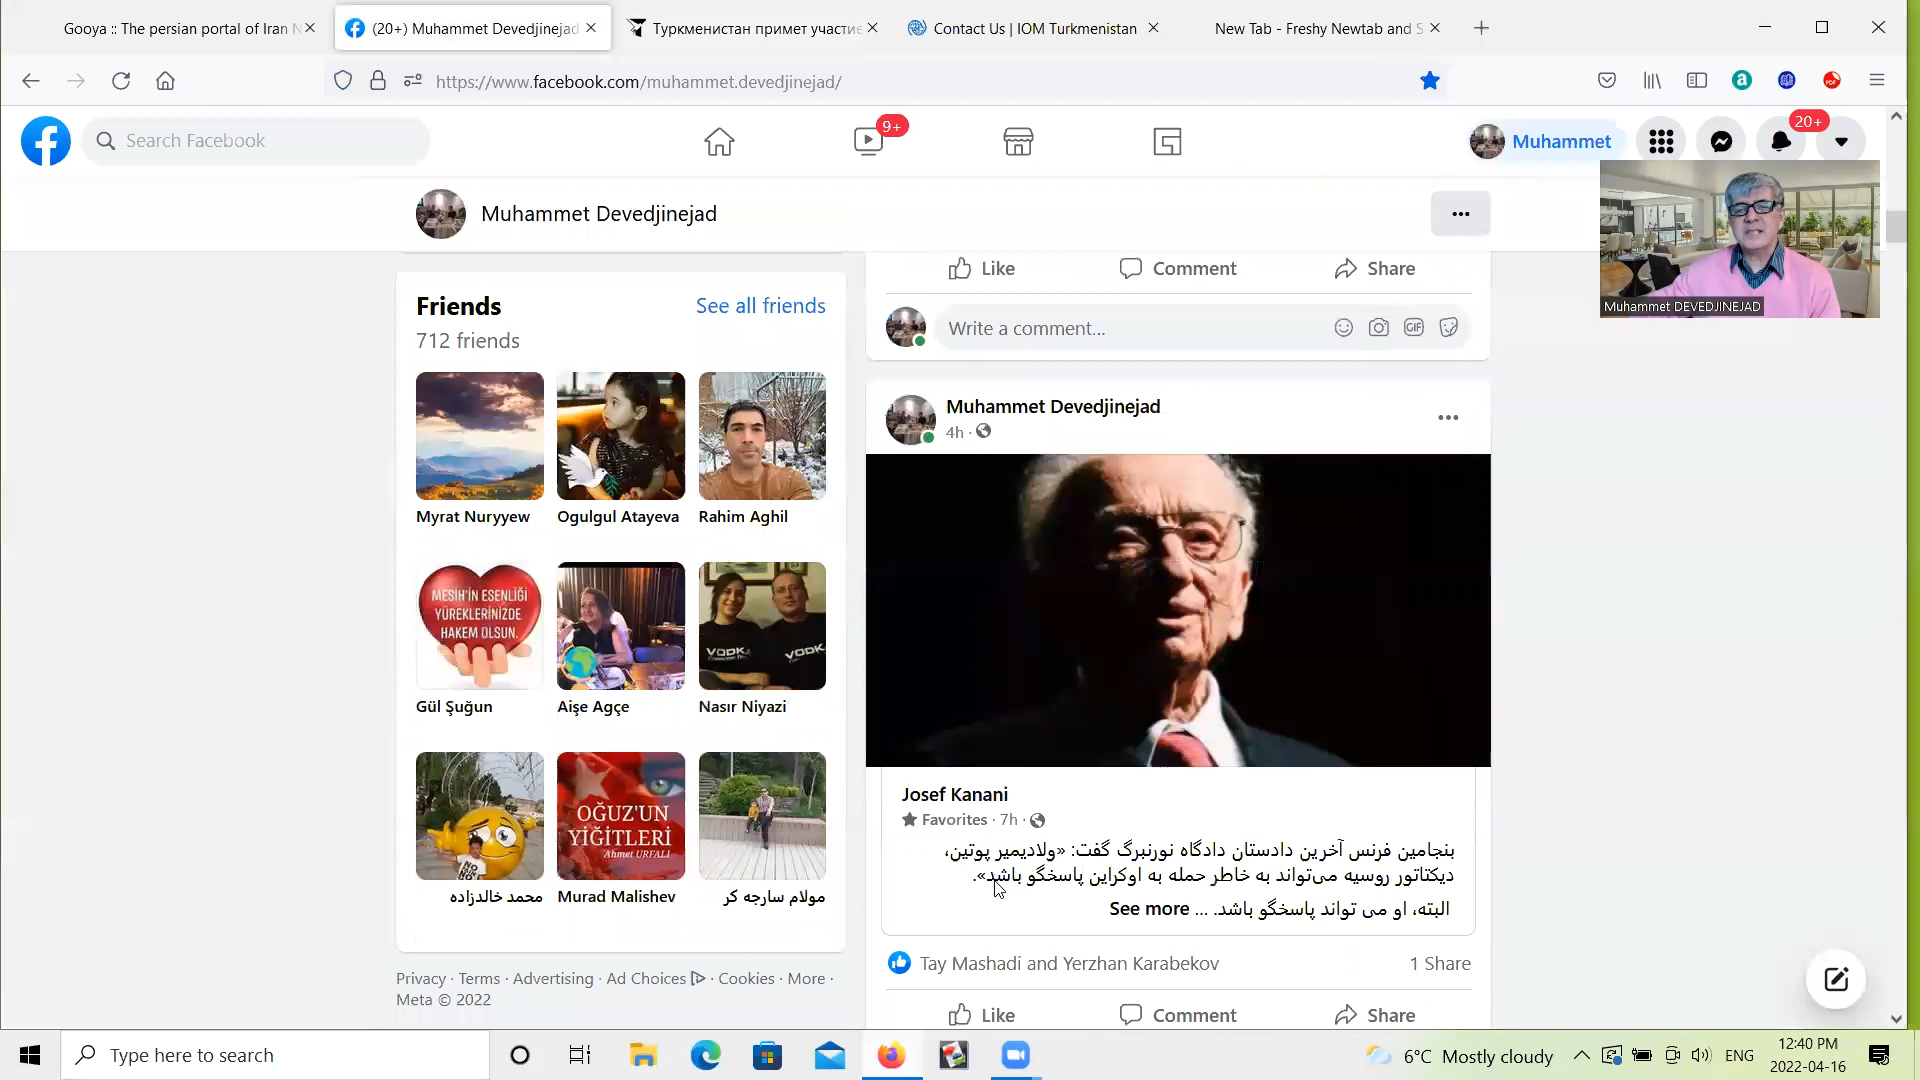 Gooya :: The persian portal of Iran N
(20+) Muhammet Devedjinejad
Туркменистан примет участие
Contact Us | IOM Turkmenistan
New Tab - Freshy Newtab and S
https://www.facebook.com/muhammet.devedjinejad/
Search Facebook
9+
Muhammet
20+
Muhammet Devedjinejad
Muhammet DEVEDJINEJAD
Friends
See all friends
712 friends
Myrat Nuryyew
Ogulgul Atayeva
Rahim Aghil
MESİH'İN ESENLİĞİ
YÜREKLERİNİZDE
HAKEM OLSUN.
VODK
VODK
Gül Şuğun
Aişe Agçe
Nasır Niyazi
NO
OĞUZ'UN
YİĞİTLERİ
Ahmet URFALI
محمد خالدزاده
Murad Malishev
مولام سارجه کر
Privacy · Terms · Advertising · Ad Choices · Cookies · More ·
Meta © 2022
Like
Comment
Share
Write a comment...
GIF
Muhammet Devedjinejad
4h ·
Josef Kanani
Favorites · 7h ·
بنجامین فرنس آخرین دادستان دادگاه نورنبرگ گفت: «ولادیمیر پوتین،
دیکتاتور روسیه می‌تواند به خاطر حمله به اوکراین پاسخگو باشد».
البته، او می تواند پاسخگو باشد. ... See more
Tay Mashadi and Yerzhan Karabekov
1 Share
Like
Comment
Share
Type here to search
6°C Mostly cloudy
ENG
12:40 PM
2022-04-16